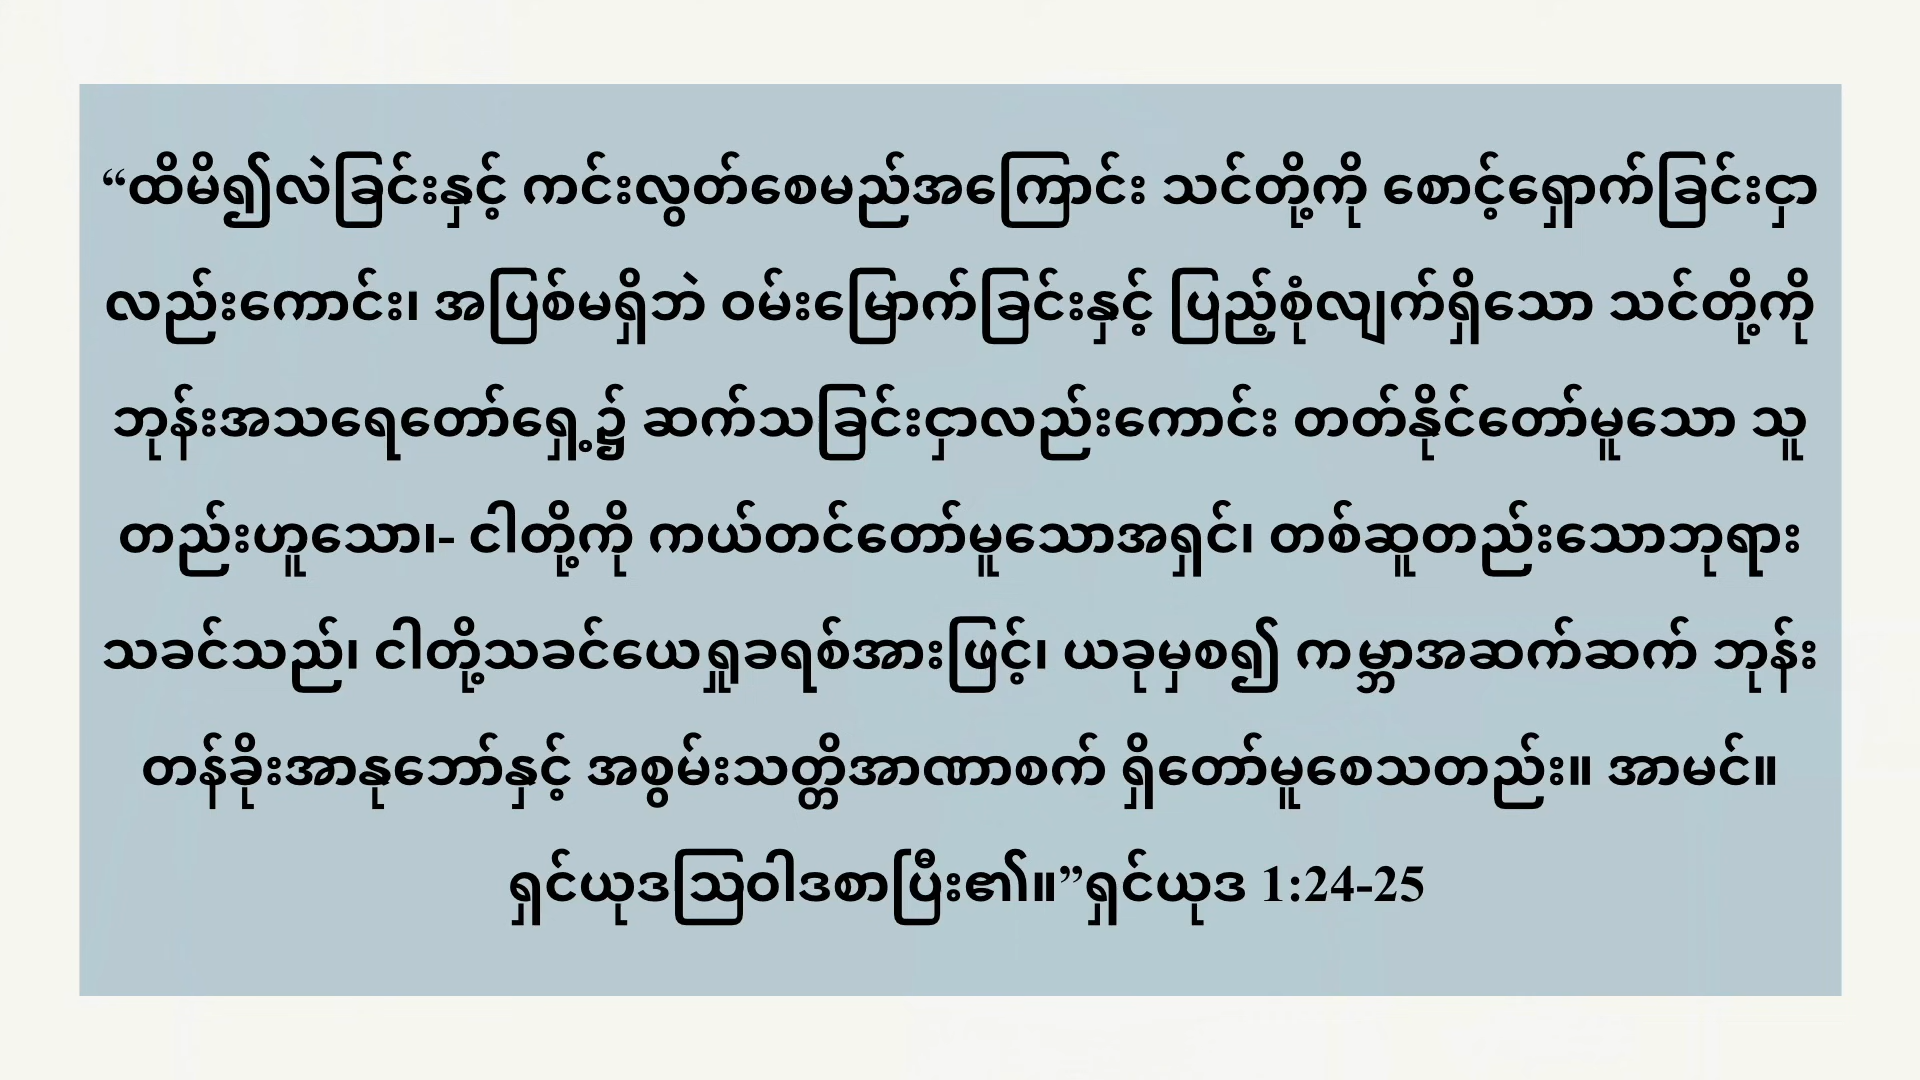 “ထိမိ၍လဲခြင်းနှင့် ကင်းလွတ်စေမည်အကြောင်း သင်တို့ကို စောင့်ရှောက်ခြင်းငှာ
လည်းကောင်း၊ အပြစ်မရှိဘဲ ဝမ်းမြောက်ခြင်းနှင့် ပြည့်စုံလျက်ရှိသော သင်တို့ကို
ဘုန်းအသရေတော်ရှေ့၌ ဆက်သခြင်းငှာလည်းကောင်း တတ်နိုင်တော်မူသော သူ
တည်းဟူသော၊- ငါတို့ကို ကယ်တင်တော်မူသောအရှင်၊ တစ်ဆူတည်းသောဘုရား
သခင်သည်၊ ငါတို့သခင်ယေရှုခရစ်အားဖြင့်၊ ယခုမှစ၍ ကမ္ဘာအဆက်ဆက် ဘုန်း
တန်ခိုးအာနုဘော်နှင့် အစွမ်းသတ္တိအာဏာစက် ရှိတော်မူစေသတည်း။ အာမင်။
ရှင်ယုဒဩဝါဒစာပြီး၏။”ရှင်ယုဒ 1:24-25